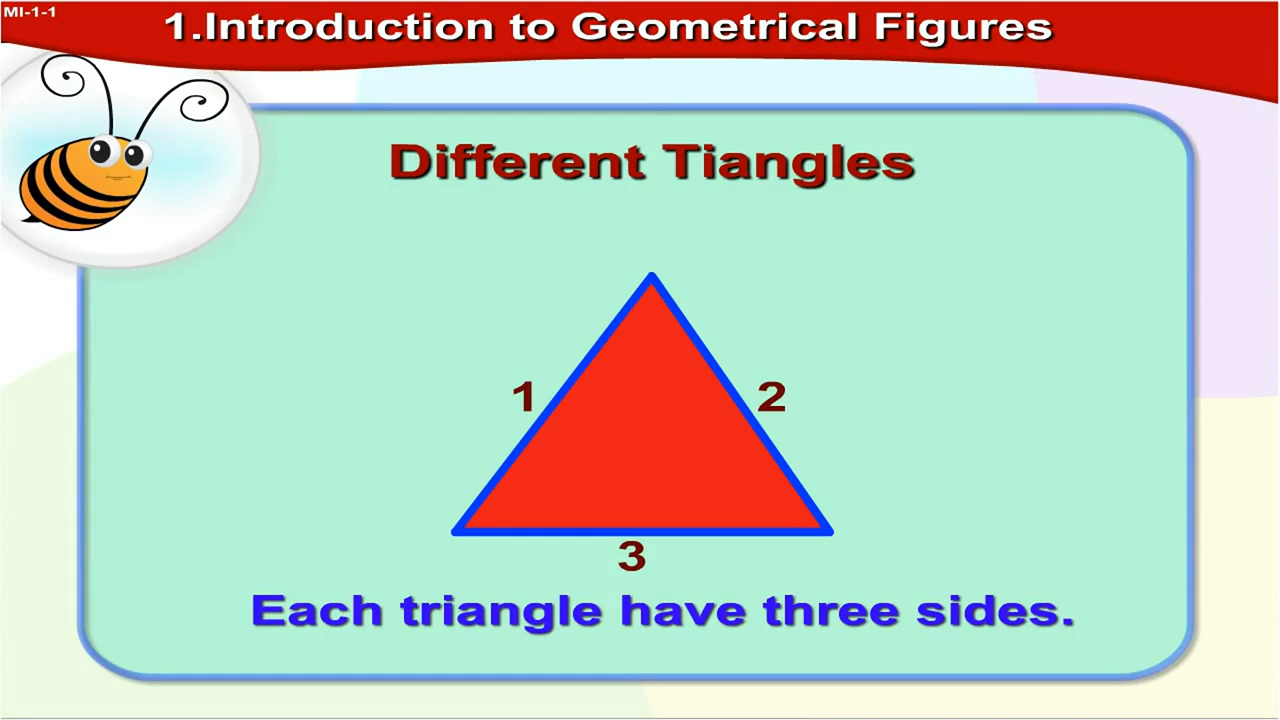 MI-1-1
1.Introduction to Geometrical Figures
Different Tiangles
1
2
3
Each triangle have three sides.